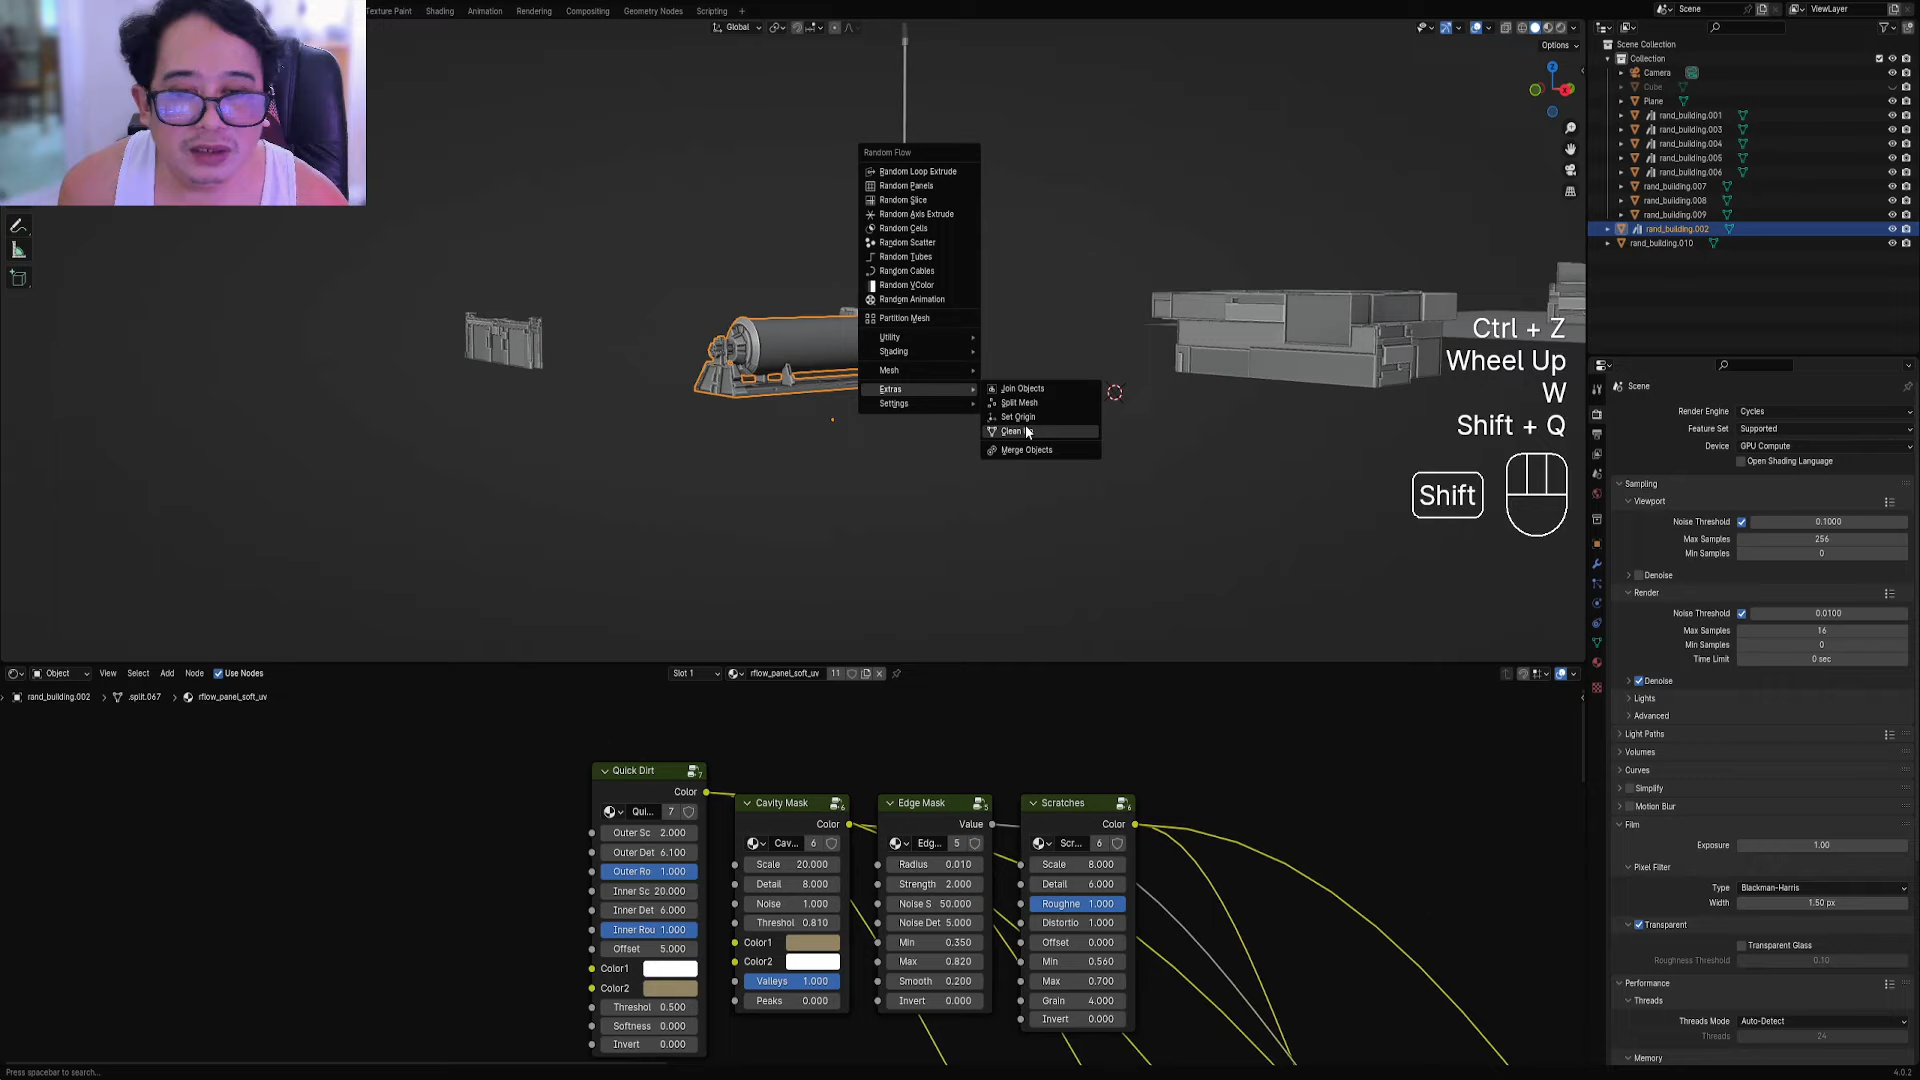 Texture Paint
Shading
Animation
Rendering
Compositing
Geometry Nodes
Scripting
+
Scene
ViewLayer
Global
Options
Z
X
Scene Collection
Collection
Camera
Cube
Plane
rand_building.001
rand_building.003
rand_building.004
rand_building.005
rand_building.006
rand_building.007
rand_building.008
rand_building.009
rand_building.002
rand_building.010
Random Flow
Random Loop Extrude
Random Panels
Random Slice
Random Axis Extrude
Random Cells
Random Scatter
Random Tubes
Random Cables
Random VColor
Random Animation
Partition Mesh
Utility
Shading
Mesh
Extras
Settings
Join Objects
Split Mesh
Set Origin
Clean
Merge Objects
Ctrl + Z
Wheel Up
W
Shift + Q
Shift
Scene
Render Engine
Cycles
Feature Set
Supported
Device
GPU Compute
Open Shading Language
Sampling
Viewport
Noise Threshold
0.1000
Max Samples
256
Min Samples
0
Denoise
Render
Noise Threshold
0.0100
Max Samples
16
Min Samples
0
Time Limit
0 sec
Denoise
Lights
Advanced
Light Paths
Volumes
Curves
Simplify
Motion Blur
Film
Exposure
1.00
Pixel Filter
Type
Blackman-Harris
Width
1.50 px
Transparent
Transparent Glass
Roughness Threshold
0.10
Performance
Threads
Threads Mode
Auto-Detect
Threads
24
Memory
Object
View
Select
Add
Node
Use Nodes
Slot 1
rflow_panel_soft_uv
11
rand_building.002 > .split.067 > rflow_panel_soft_uv
Quick Dirt
7
Color
Qui...
7
Outer Sc 2.000
Outer Det 6.100
Outer Ro 1.000
Inner Sc 20.000
Inner Det 6.000
Inner Rou 1.000
Offset 5.000
Color1
Color2
Threshol 0.500
Softness 0.000
Invert 0.000
Cavity Mask
6
Color
Cav...
6
Scale 20.000
Detail 8.000
Noise 1.000
Threshol 0.810
Color1
Color2
Valleys 1.000
Peaks 0.000
Edge Mask
5
Value
Edg...
5
Radius 0.010
Strength 2.000
Noise S 50.000
Noise Det 5.000
Min 0.350
Max 0.820
Smooth 0.200
Invert 0.000
Scratches
6
Color
Scr...
6
Scale 8.000
Detail 6.000
Roughne 1.000
Distortio 1.000
Offset 0.000
Min 0.560
Max 0.700
Grain 4.000
Invert 0.000
Press spacebar to search...
4.0.2